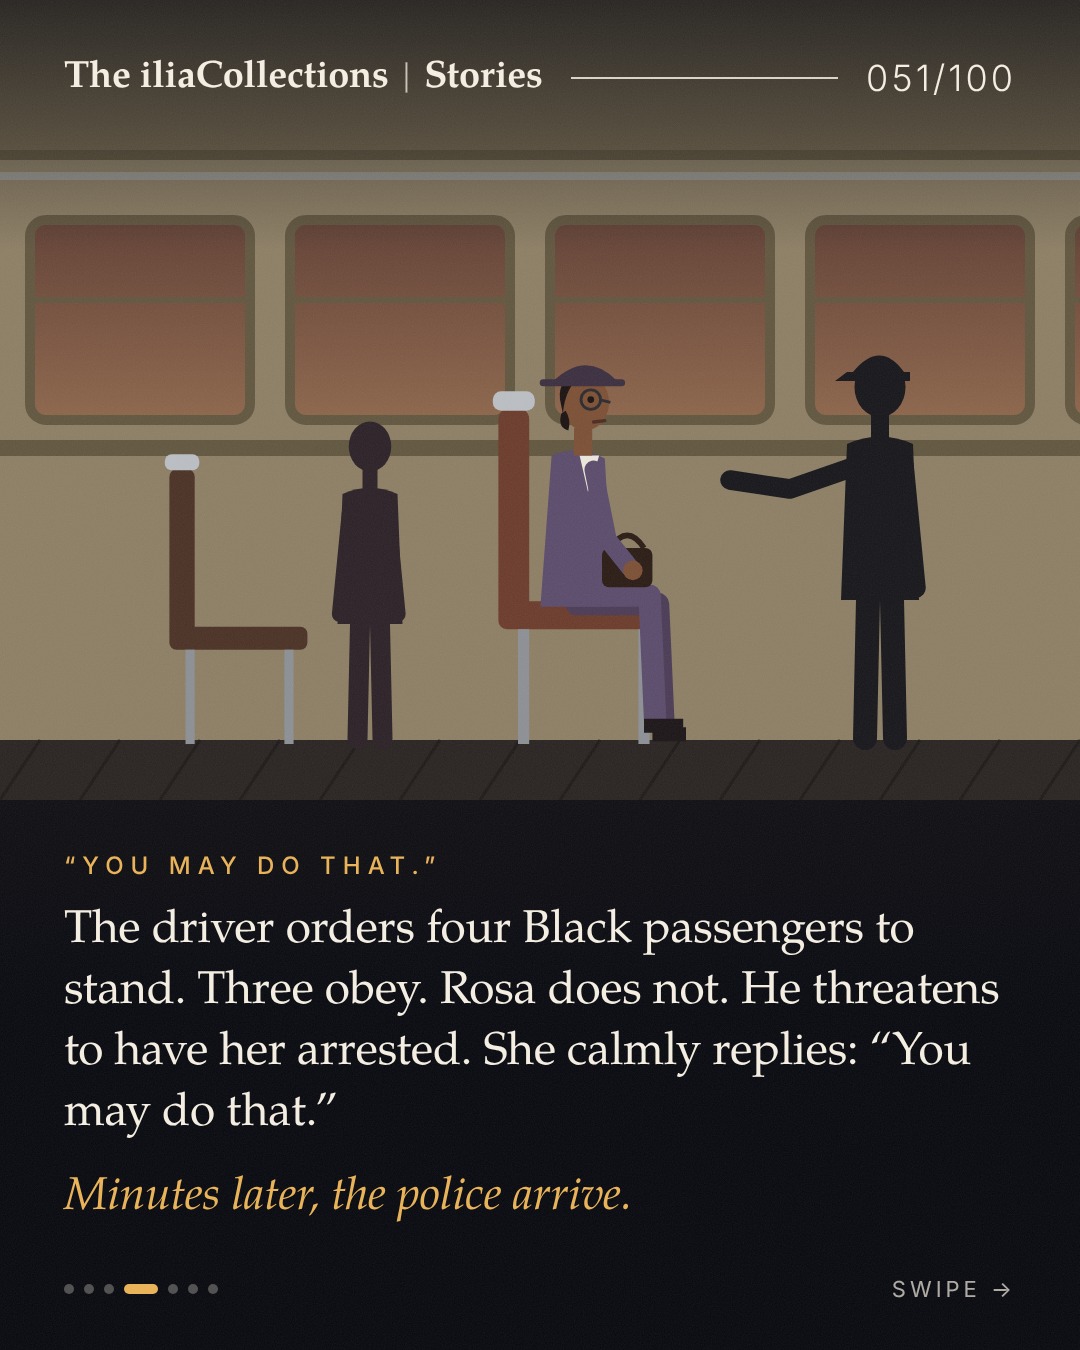 The iliaCollections | Stories 051/100
“YOU MAY DO THAT.”
The driver orders four Black passengers to
stand. Three obey. Rosa does not. He threatens
to have her arrested. She calmly replies: “You
may do that.”
Minutes later, the police arrive.
SWIPE →